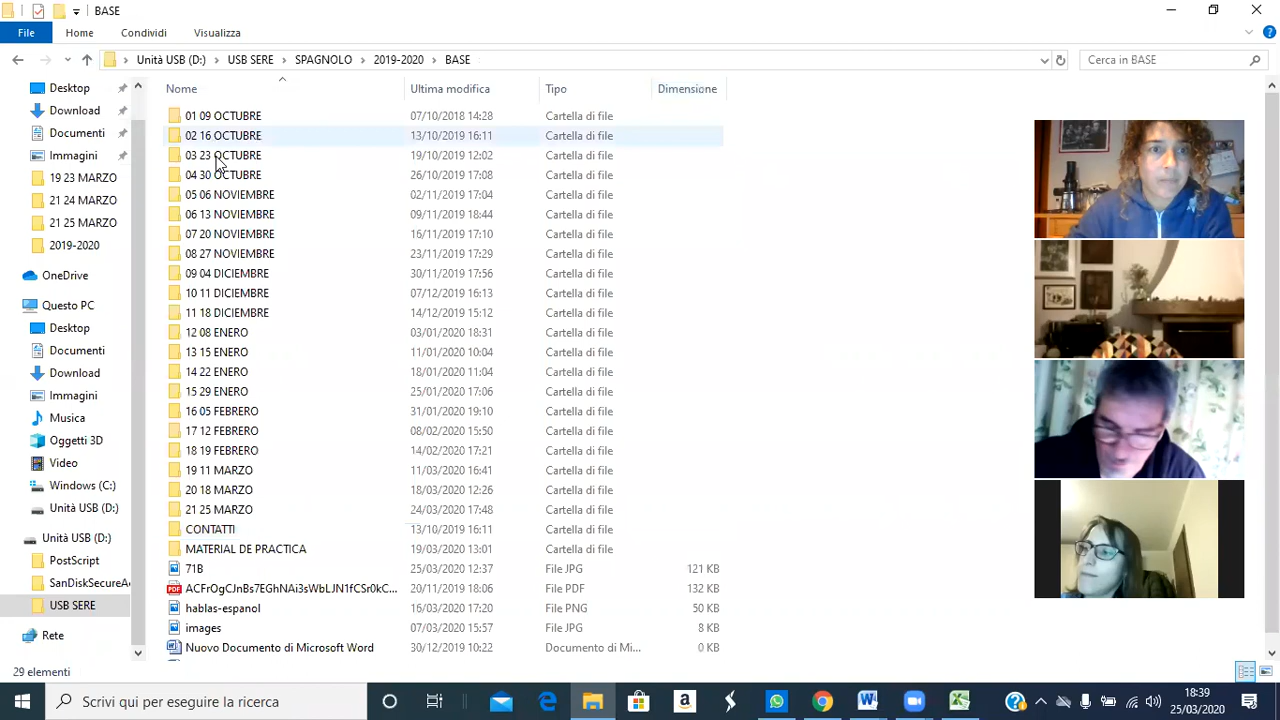 BASE
File Home Condividi Visualizza
Unità USB (D:) USB SERE SPAGNOLO 2019-2020 BASE Cerca in BASE
Nome Ultima modifica Tipo Dimensione
Desktop
Download
Documenti
Immagini
19 23 MARZO
21 24 MARZO
21 25 MARZO
2019-2020
OneDrive
Questo PC
Desktop
Documenti
Download
Immagini
Musica
Oggetti 3D
Video
Windows (C:)
Unità USB (D:)
Unità USB (D:)
PostScript
SanDiskSecureA
USB SERE
Rete
01 09 OCTUBRE 07/10/2018 14:28 Cartella di file
02 16 OCTUBRE 13/10/2019 16:11 Cartella di file
03 23 OCTUBRE 19/10/2019 12:02 Cartella di file
04 30 OCTUBRE 26/10/2019 17:08 Cartella di file
05 06 NOVIEMBRE 02/11/2019 17:04 Cartella di file
06 13 NOVIEMBRE 09/11/2019 18:44 Cartella di file
07 20 NOVIEMBRE 16/11/2019 17:10 Cartella di file
08 27 NOVIEMBRE 23/11/2019 17:29 Cartella di file
09 04 DICIEMBRE 30/11/2019 17:56 Cartella di file
10 11 DICIEMBRE 07/12/2019 16:13 Cartella di file
11 18 DICIEMBRE 14/12/2019 15:12 Cartella di file
12 08 ENERO 03/01/2020 18:31 Cartella di file
13 15 ENERO 11/01/2020 10:04 Cartella di file
14 22 ENERO 18/01/2020 11:04 Cartella di file
15 29 ENERO 25/01/2020 17:06 Cartella di file
16 05 FEBRERO 31/01/2020 19:10 Cartella di file
17 12 FEBRERO 08/02/2020 15:50 Cartella di file
18 19 FEBRERO 14/02/2020 17:21 Cartella di file
19 11 MARZO 11/03/2020 16:41 Cartella di file
20 18 MARZO 18/03/2020 12:26 Cartella di file
21 25 MARZO 24/03/2020 17:48 Cartella di file
CONTATTI 13/10/2019 16:11 Cartella di file
MATERIAL DE PRACTICA 19/03/2020 13:01 Cartella di file
71B 25/03/2020 12:37 File JPG 121 KB
ACFrOgCJnBs7EGhNAi3sWbLJN1fCSr0kC... 20/11/2019 18:06 File PDF 132 KB
hablas-espanol 16/03/2020 17:20 File PNG 50 KB
images 07/03/2020 15:57 File JPG 8 KB
Nuovo Documento di Microsoft Word 30/12/2019 10:22 Documento di Mi... 0 KB
29 elementi
Scrivi qui per eseguire la ricerca
18:39
25/03/2020